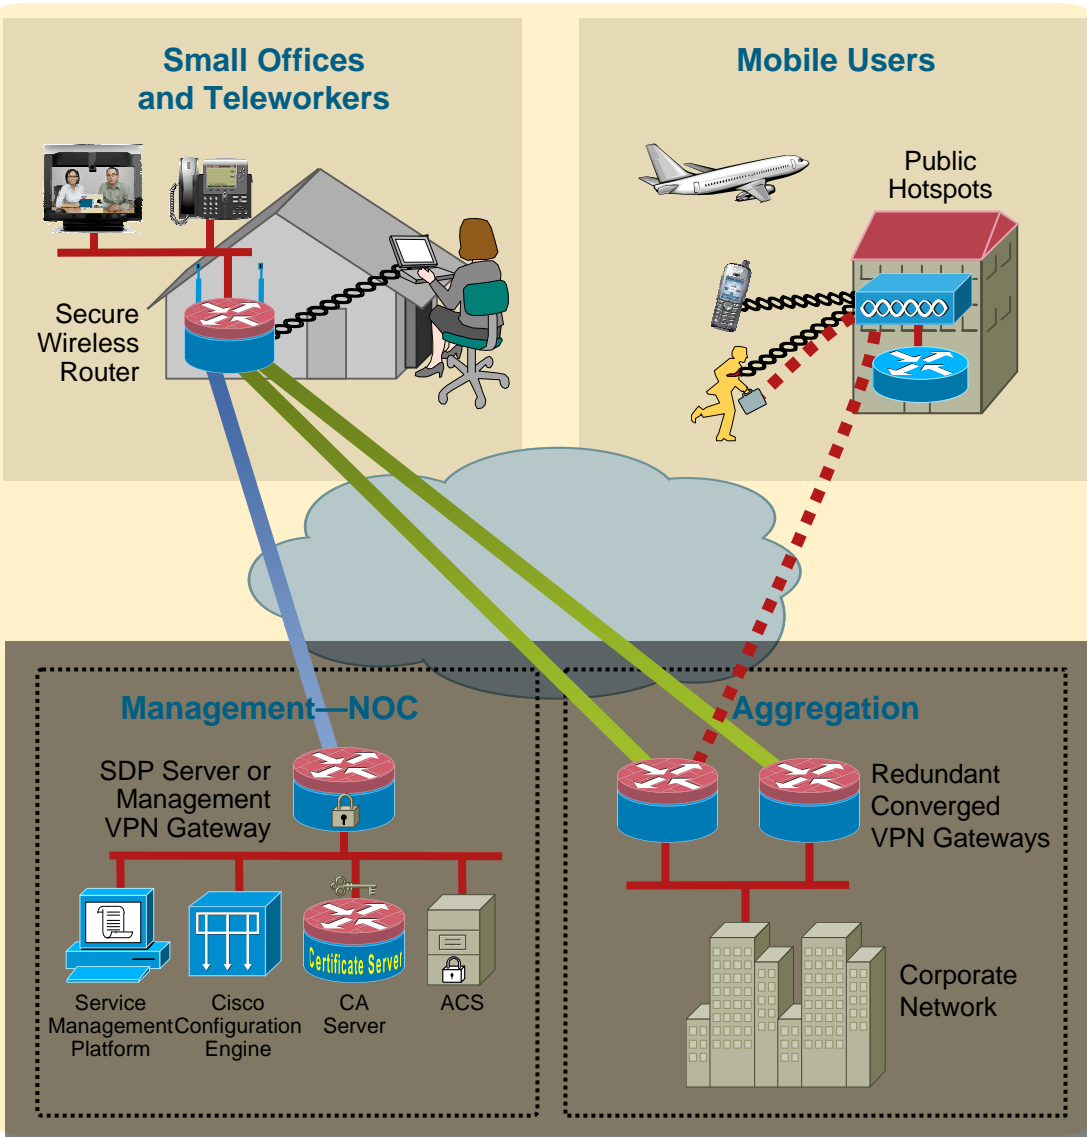 Small Offices
and Teleworkers
Mobile Users
Public
Hotspots
Secure
Wireless
Router
Management—NOC
Aggregation
SDP Server or
Management
VPN Gateway
Redundant
Converged
VPN Gateways
Certificate Server
Service
Management
Platform
Cisco
Configuration
Engine
CA
Server
ACS
Corporate
Network